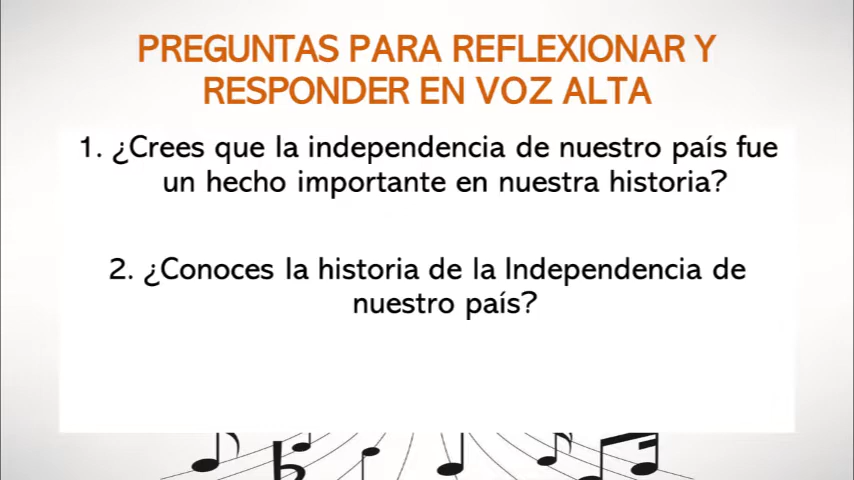 PREGUNTAS PARA REFLEXIONAR Y
RESPONDER EN VOZ ALTA
1. ¿Crees que la independencia de nuestro país fue
un hecho importante en nuestra historia?
2. ¿Conoces la historia de la Independencia de
nuestro país?